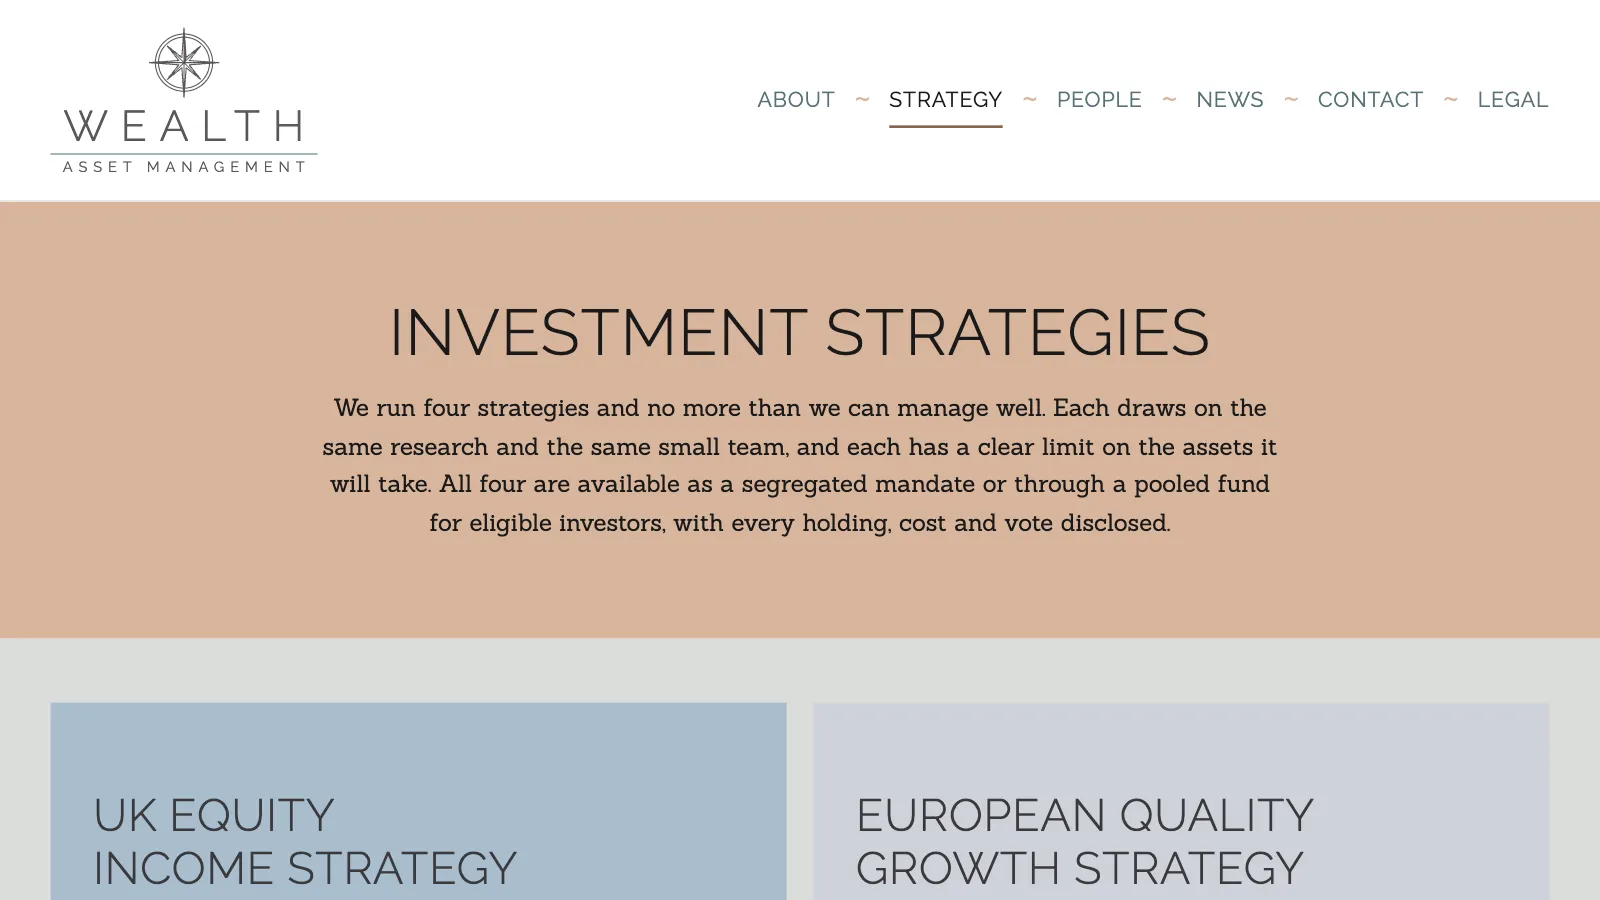 WEALTH
ASSET MANAGEMENT
ABOUT ~ STRATEGY ~ PEOPLE ~ NEWS ~ CONTACT ~ LEGAL
INVESTMENT STRATEGIES
We run four strategies and no more than we can manage well. Each draws on the
same research and the same small team, and each has a clear limit on the assets it
will take. All four are available as a segregated mandate or through a pooled fund
for eligible investors, with every holding, cost and vote disclosed.
UK EQUITY
INCOME STRATEGY
EUROPEAN QUALITY
GROWTH STRATEGY